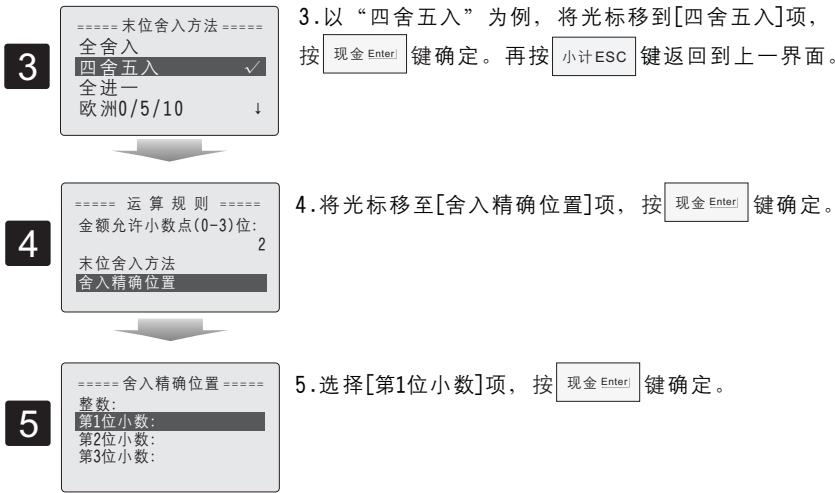 3
=====末位舍入方法=====
全舍入
四舍五入 √
全进一
欧洲0/5/10 ↓
3.以“四舍五入”为例，将光标移到[四舍五入]项，
按 现金 Enter 键确定。再按 小计ESC 键返回到上一界面。
4
===== 运 算 规 则 =====
金额允许小数点(0-3)位:
2
末位舍入方法
舍入精确位置
4.将光标移至[舍入精确位置]项，按 现金 Enter 键确定。
5
=====舍入精确位置=====
整数:
第1位小数:
第2位小数:
第3位小数:
5.选择[第1位小数]项，按 现金 Enter 键确定。